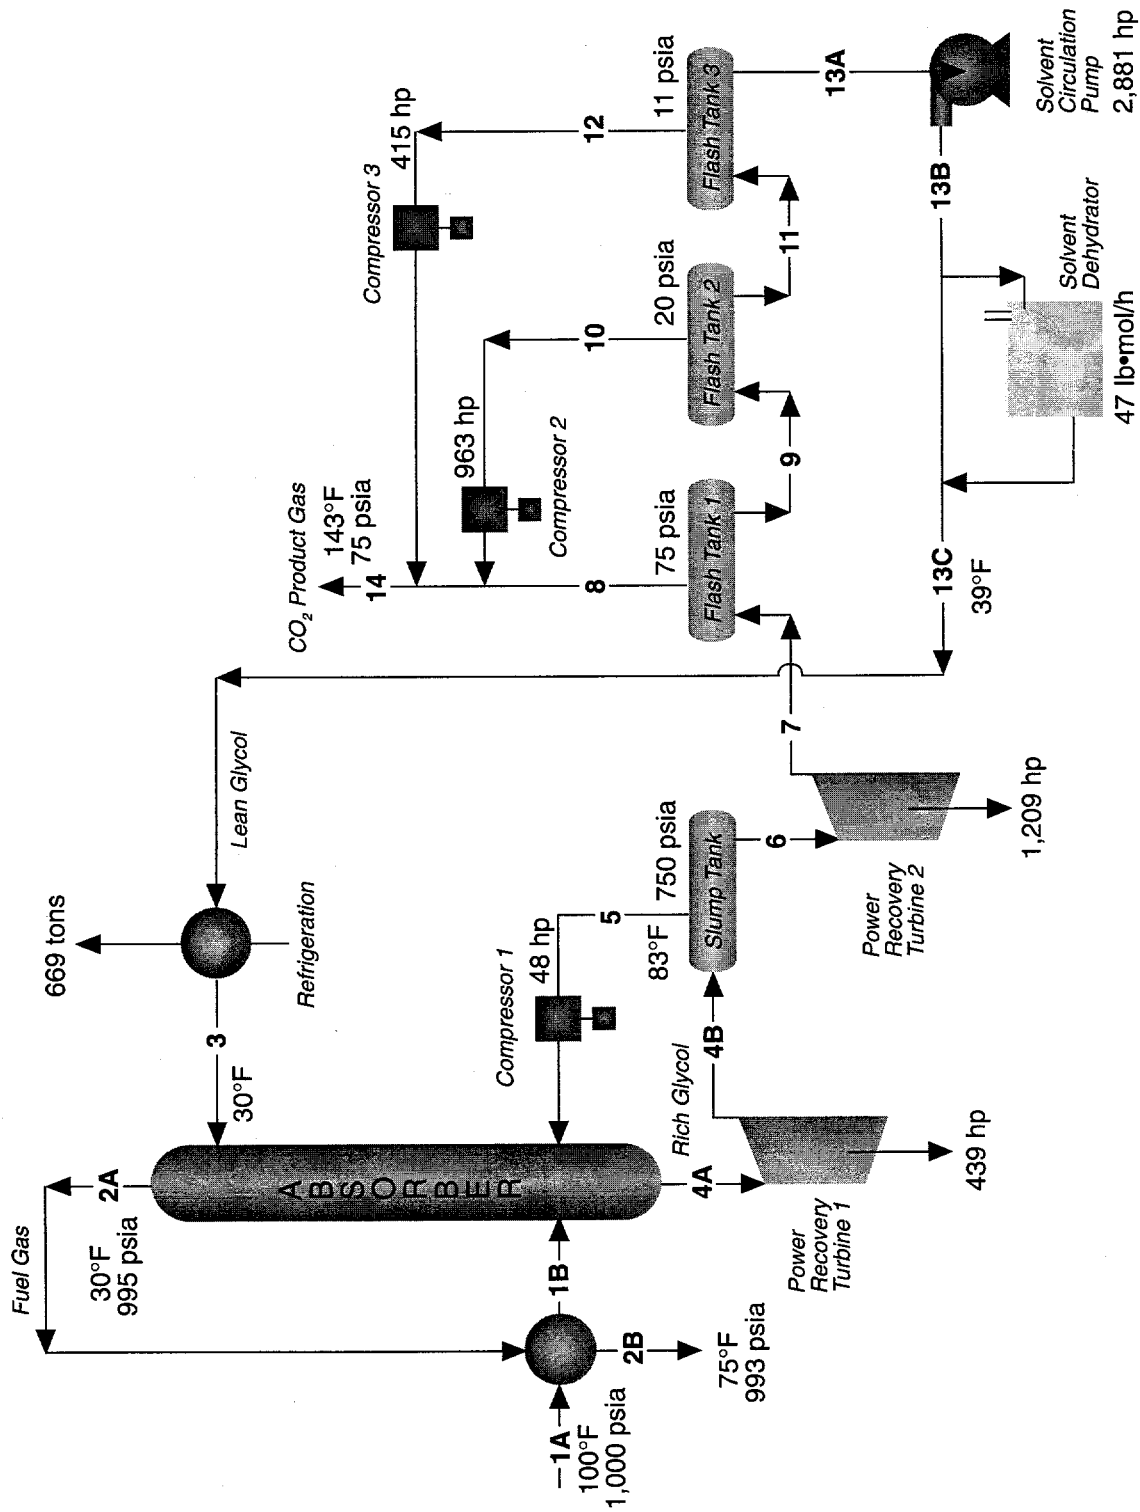 Fuel Gas
2A
30°F
995 psia
669 tons
3
30°F
Refrigeration
Lean Glycol
CO₂ Product Gas
14
143°F
75 psia
Compressor 3
415 hp
963 hp
Compressor 2
8
10
12
ABSORBER
Compressor 1
48 hp
5
—1A
100°F
1,000 psia
1B
2B
75°F
993 psia
4A
Rich Glycol
4B
83°F
750 psia
Slump Tank
6
7
75 psia
Flash Tank 1
9
20 psia
Flash Tank 2
11
11 psia
Flash Tank 3
13A
Power
Recovery
Turbine 1
439 hp
Power
Recovery
Turbine 2
1,209 hp
13C
39°F
13B
Solvent
Dehydrator
47 lb•mol/h
Solvent
Circulation
Pump
2,881 hp